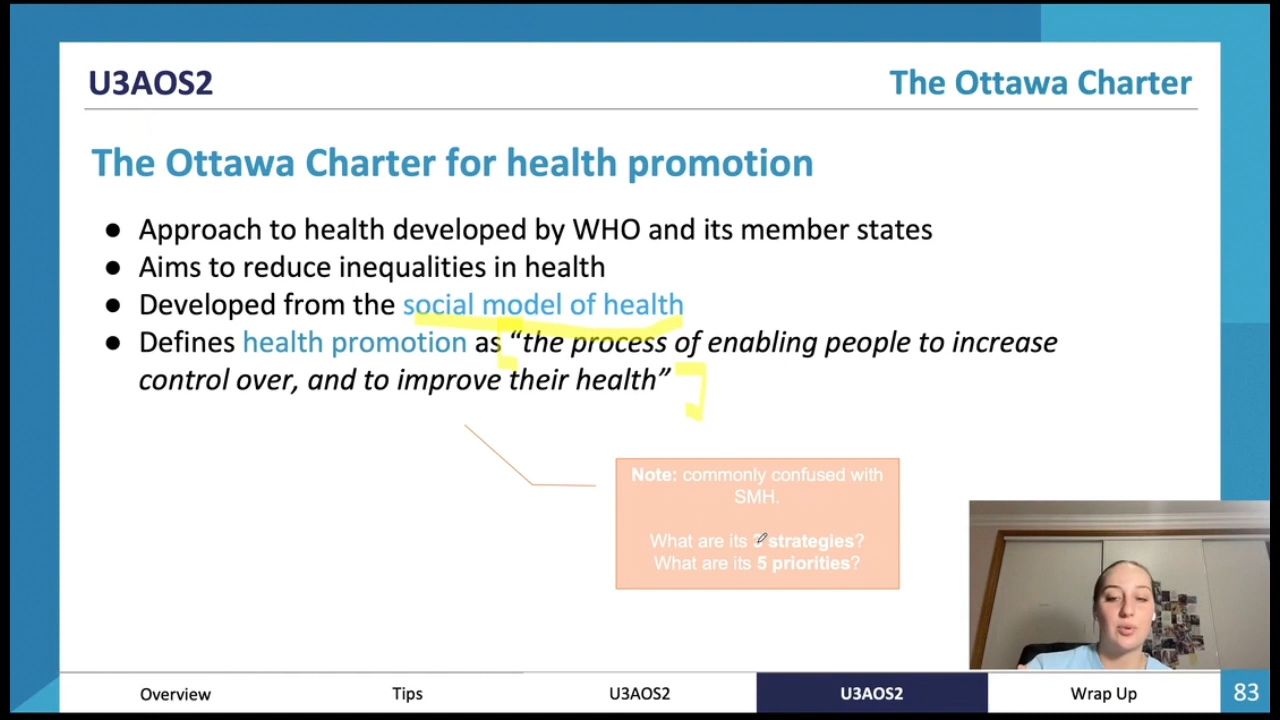 U3AOS2
The Ottawa Charter
The Ottawa Charter for health promotion
● Approach to health developed by WHO and its member states
● Aims to reduce inequalities in health
● Developed from the social model of health
● Defines health promotion as “the process of enabling people to increase
control over, and to improve their health”
Note: commonly confused with
SMH.
What are its strategies?
What are its 5 priorities?
Overview
Tips
U3AOS2
U3AOS2
Wrap Up
83